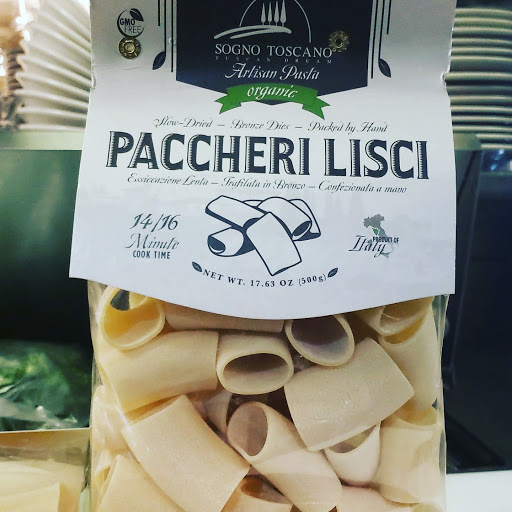 GMO
FREE
SOGNO TOSCANO
TUSCAN DREAM
Artisan Pasta
organic
Slow-Dried – Bronze Dies – Packed by Hand
PACCHERI LISCI
Essiccazione Lenta – Trafilata in Bronzo – Confezionata a mano
14/16
Minute
COOK TIME
PRODUCT OF
Italy
NET WT. 17.63 OZ (500g)